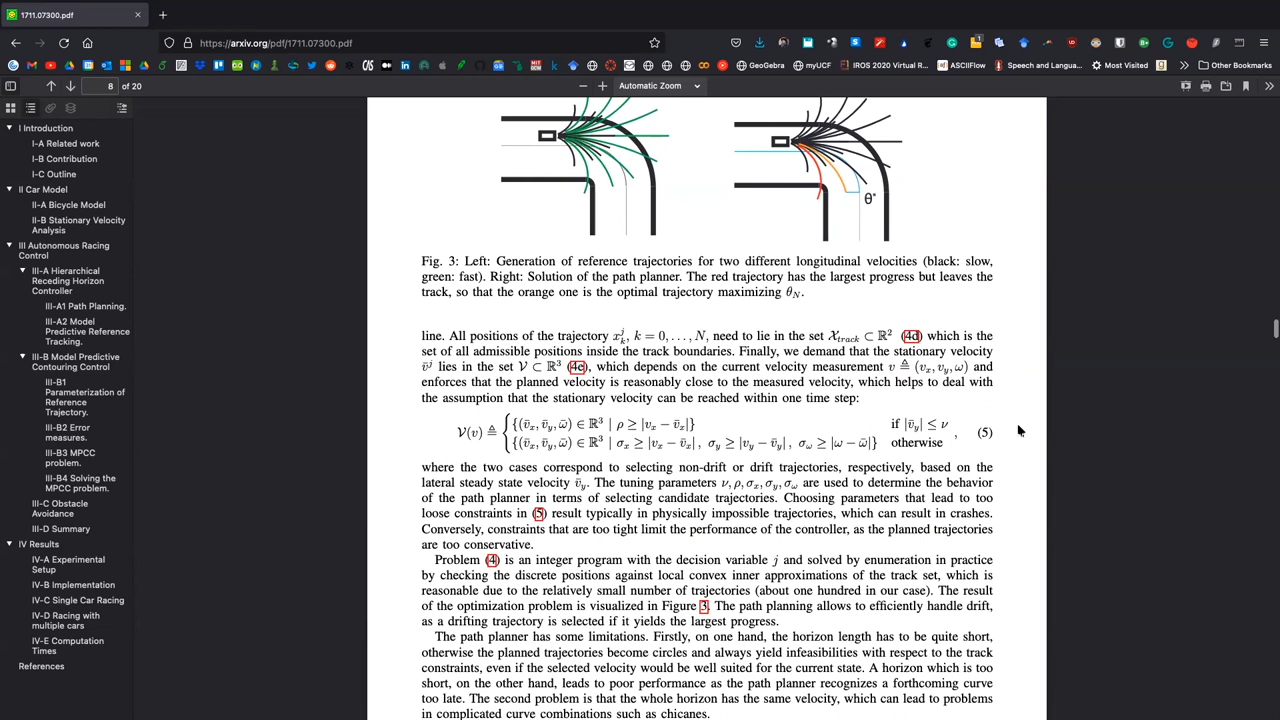 1711.07300.pdf
https://arxiv.org/pdf/1711.07300.pdf
GeoGebra
myUCF
IROS 2020 Virtual R...
ASCIIFlow
Speech and Langua...
Most Visited
Other Bookmarks
8 of 20
Automatic Zoom
I Introduction
I-A Related work
I-B Contribution
I-C Outline
II Car Model
II-A Bicycle Model
II-B Stationary Velocity
Analysis
III Autonomous Racing
Control
III-A Hierarchical
Receding Horizon
Controller
III-A1 Path Planning.
III-A2 Model
Predictive Reference
Tracking.
III-B Model Predictive
Contouring Control
III-B1
Parameterization of
Reference
Trajectory.
III-B2 Error
measures.
III-B3 MPCC
problem.
III-B4 Solving the
MPCC problem.
III-C Obstacle
Avoidance
III-D Summary
IV Results
IV-A Experimental
Setup
IV-B Implementation
IV-C Single Car Racing
IV-D Racing with
multiple cars
IV-E Computation
Times
References
θ*
Fig. 3: Left: Generation of reference trajectories for two different longitudinal velocities (black: slow,
green: fast). Right: Solution of the path planner. The red trajectory has the largest progress but leaves the
track, so that the orange one is the optimal trajectory maximizing θ_N.
line. All positions of the trajectory x_k^j, k = 0, . . . , N, need to lie in the set X_track ⊂ ℝ² (4d) which is the
set of all admissible positions inside the track boundaries. Finally, we demand that the stationary velocity
v̄^j lies in the set V ⊂ ℝ³ (4e), which depends on the current velocity measurement v ≜ (v_x, v_y, ω) and
enforces that the planned velocity is reasonably close to the measured velocity, which helps to deal with
the assumption that the stationary velocity can be reached within one time step:
V(v) ≜ { {(v̄_x, v̄_y, ω̄) ∈ ℝ³ | ρ ≥ |v_x − v̄_x|} if |v̄_y| ≤ ν
{(v̄_x, v̄_y, ω̄) ∈ ℝ³ | σ_x ≥ |v_x − v̄_x| , σ_y ≥ |v_y − v̄_y| , σ_ω ≥ |ω − ω̄|} otherwise , (5)
where the two cases correspond to selecting non-drift or drift trajectories, respectively, based on the
lateral steady state velocity v̄_y. The tuning parameters ν, ρ, σ_x, σ_y, σ_ω are used to determine the behavior
of the path planner in terms of selecting candidate trajectories. Choosing parameters that lead to too
loose constraints in (5) result typically in physically impossible trajectories, which can result in crashes.
Conversely, constraints that are too tight limit the performance of the controller, as the planned trajectories
are too conservative.
Problem (4) is an integer program with the decision variable j and solved by enumeration in practice
by checking the discrete positions against local convex inner approximations of the track set, which is
reasonable due to the relatively small number of trajectories (about one hundred in our case). The result
of the optimization problem is visualized in Figure 3. The path planning allows to efficiently handle drift,
as a drifting trajectory is selected if it yields the largest progress.
The path planner has some limitations. Firstly, on one hand, the horizon length has to be quite short,
otherwise the planned trajectories become circles and always yield infeasibilities with respect to the track
constraints, even if the selected velocity would be well suited for the current state. A horizon which is too
short, on the other hand, leads to poor performance as the path planner recognizes a forthcoming curve
too late. The second problem is that the whole horizon has the same velocity, which can lead to problems
in complicated curve combinations such as chicanes.